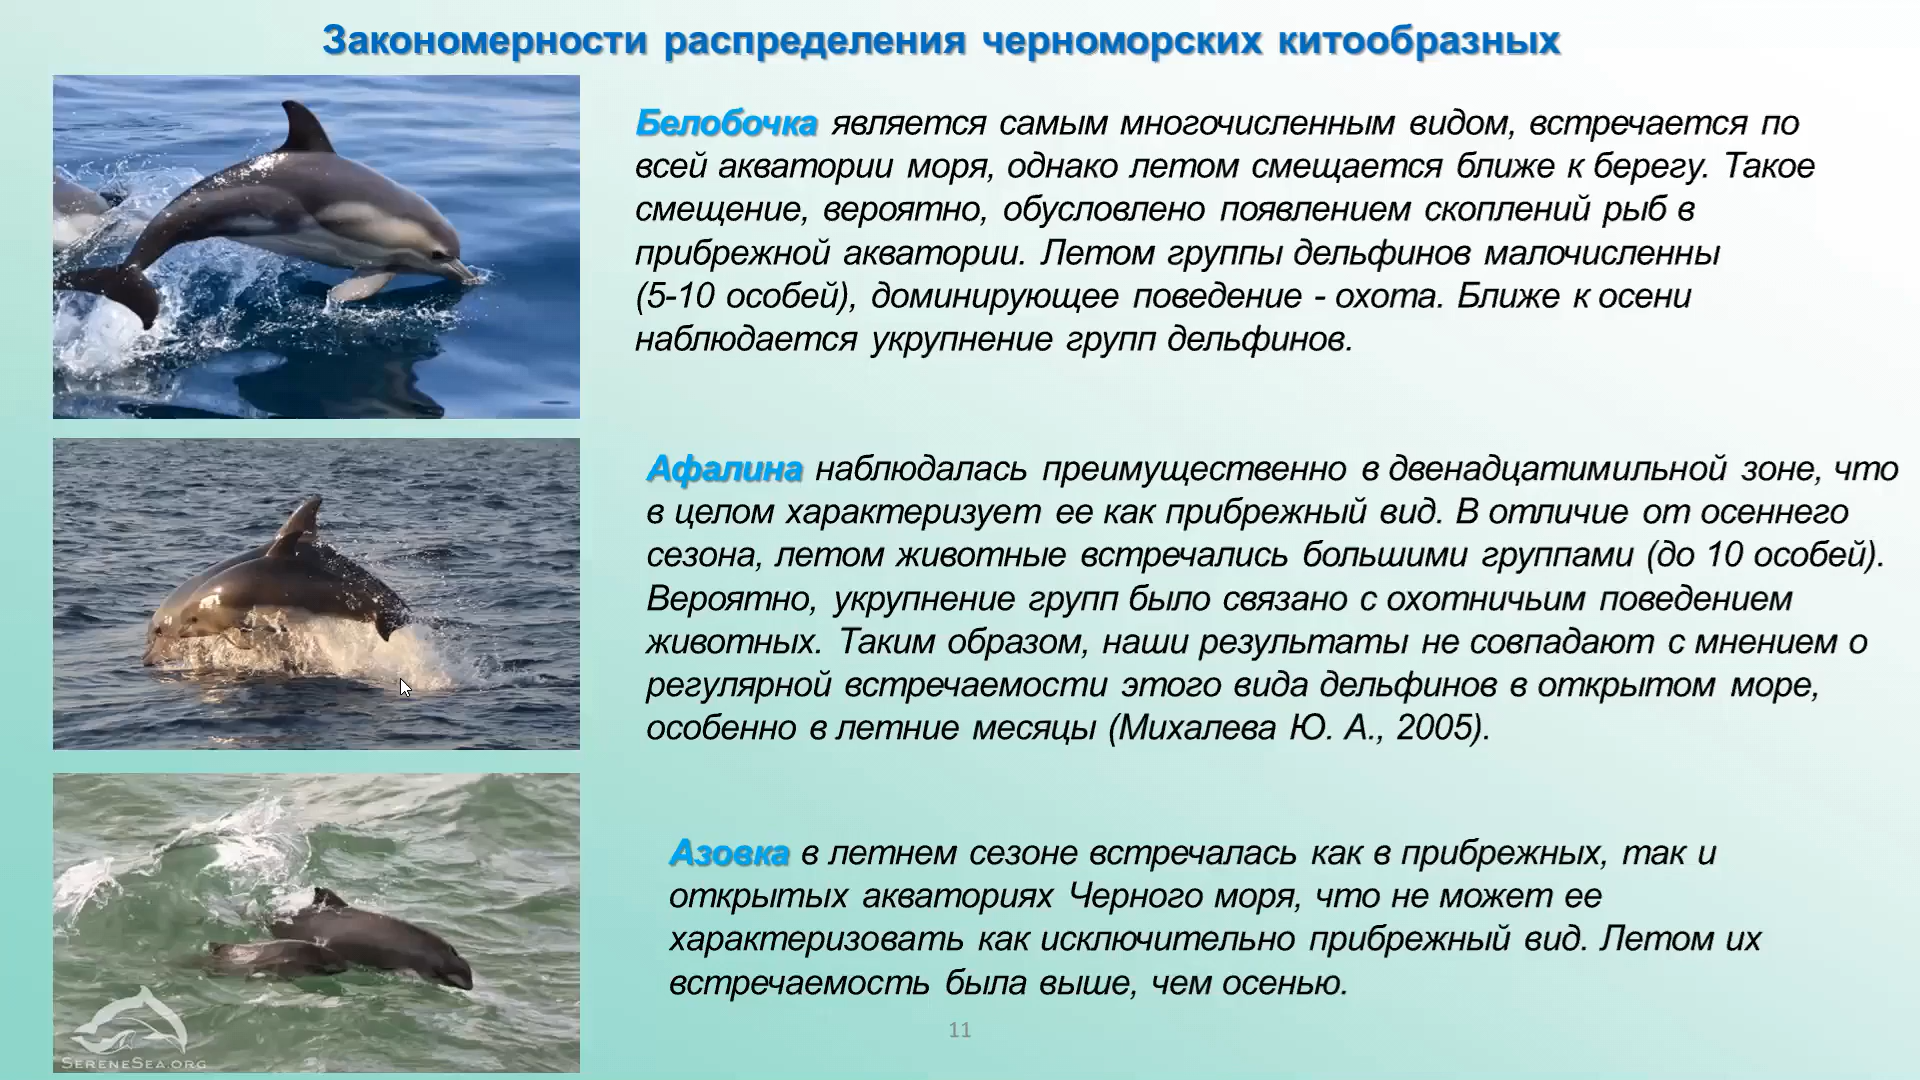 Закономерности распределения черноморских китообразных
Белобочка является самым многочисленным видом, встречается по
всей акватории моря, однако летом смещается ближе к берегу. Такое
смещение, вероятно, обусловлено появлением скоплений рыб в
прибрежной акватории. Летом группы дельфинов малочисленны
(5-10 особей), доминирующее поведение - охота. Ближе к осени
наблюдается укрупнение групп дельфинов.
Афалина наблюдалась преимущественно в двенадцатимильной зоне, что
в целом характеризует ее как прибрежный вид. В отличие от осеннего
сезона, летом животные встречались большими группами (до 10 особей).
Вероятно, укрупнение групп было связано с охотничьим поведением
животных. Таким образом, наши результаты не совпадают с мнением о
регулярной встречаемости этого вида дельфинов в открытом море,
особенно в летние месяцы (Михалева Ю. А., 2005).
Азовка в летнем сезоне встречалась как в прибрежных, так и
открытых акваториях Черного моря, что не может ее
характеризовать как исключительно прибрежный вид. Летом их
встречаемость была выше, чем осенью.
11
SERENESEA.ORG